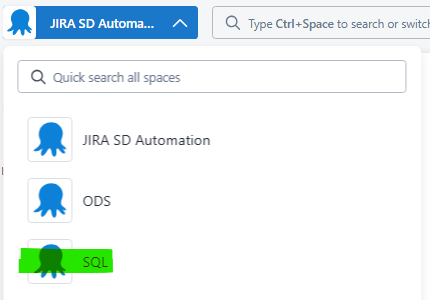 JIRA SD Automa...
Type Ctrl+Space to search or switc
Quick search all spaces
JIRA SD Automation
ODS
SQL